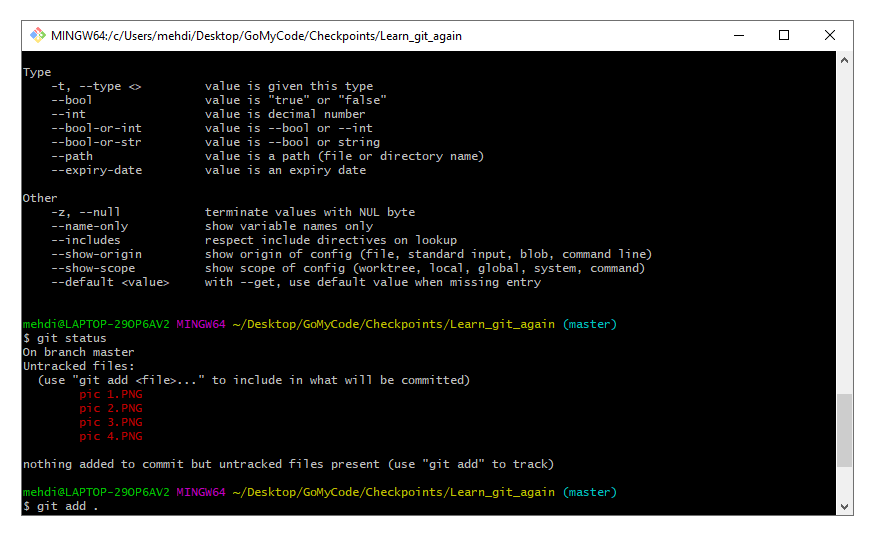 MINGW64:/c/Users/mehdi/Desktop/GoMyCode/Checkpoints/Learn_git_again
Type
    -t, --type <>         value is given this type
    --bool                value is "true" or "false"
    --int                 value is decimal number
    --bool-or-int         value is --bool or --int
    --bool-or-str         value is --bool or string
    --path                value is a path (file or directory name)
    --expiry-date         value is an expiry date
Other
    -z, --null            terminate values with NUL byte
    --name-only           show variable names only
    --includes            respect include directives on lookup
    --show-origin         show origin of config (file, standard input, blob, command line)
    --show-scope          show scope of config (worktree, local, global, system, command)
    --default <value>     with --get, use default value when missing entry
mehdi@LAPTOP-29OP6AV2 MINGW64 ~/Desktop/GoMyCode/Checkpoints/Learn_git_again (master)
$ git status
On branch master
Untracked files:
  (use "git add <file>..." to include in what will be committed)
        pic 1.PNG
        pic 2.PNG
        pic 3.PNG
        pic 4.PNG
nothing added to commit but untracked files present (use "git add" to track)
mehdi@LAPTOP-29OP6AV2 MINGW64 ~/Desktop/GoMyCode/Checkpoints/Learn_git_again (master)
$ git add .